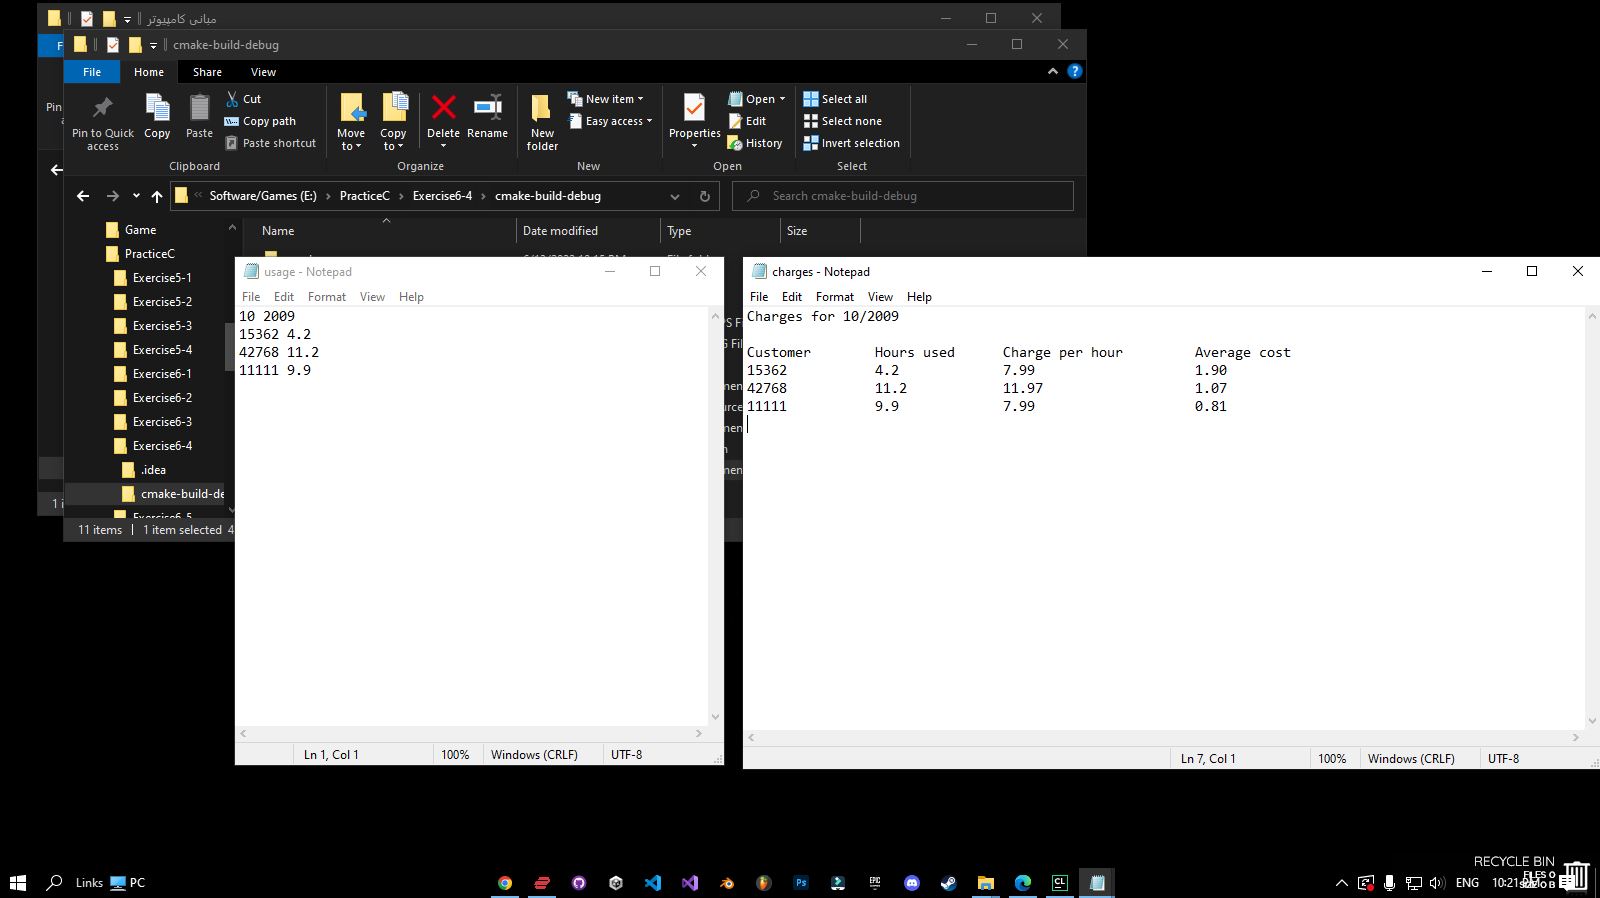 مبانی کامپیوتر
cmake-build-debug
File Home Share View
Pin to Quick access
Copy
Paste
Cut
Copy path
Paste shortcut
Clipboard
Move to
Copy to
Delete
Rename
Organize
New folder
New item
Easy access
New
Properties
Open
Edit
History
Open
Select all
Select none
Invert selection
Select
Software/Games (E:) > PracticeC > Exercise6-4 > cmake-build-debug
Search cmake-build-debug
Name Date modified Type Size
Game
PracticeC
Exercise5-1
Exercise5-2
Exercise5-3
Exercise5-4
Exercise6-1
Exercise6-2
Exercise6-3
Exercise6-4
.idea
cmake-build-de
11 items 1 item selected 4
usage - Notepad
File Edit Format View Help
10 2009
15362 4.2
42768 11.2
11111 9.9
Ln 1, Col 1 100% Windows (CRLF) UTF-8
charges - Notepad
File Edit Format View Help
Charges for 10/2009
Customer Hours used Charge per hour Average cost
15362 4.2 7.99 1.90
42768 11.2 11.97 1.07
11111 9.9 7.99 0.81
Ln 7, Col 1 100% Windows (CRLF) UTF-8
RECYCLE BIN
Links PC
ENG